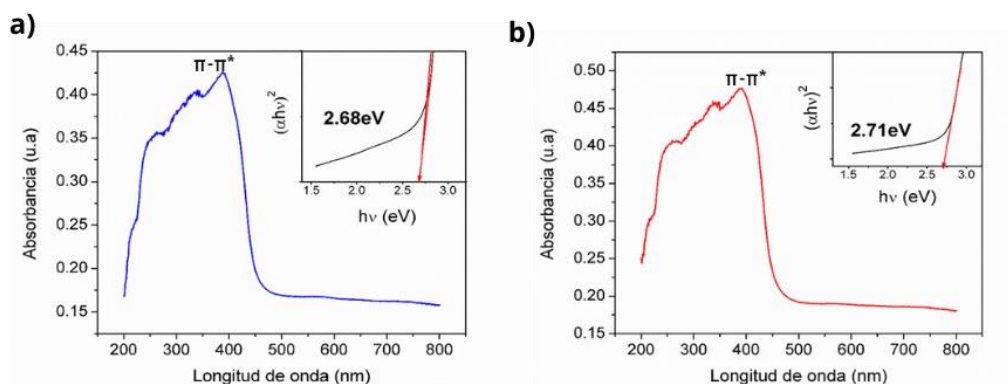 a)
π-π*
0.45
0.40
0.35
0.30
0.25
0.20
0.15
Absorbancia (u.a)
200 300 400 500 600 700 800
Longitud de onda (nm)
(αhν)²
2.68eV
1.5 2.0 2.5 3.0
hν (eV)
b)
π-π*
0.50
0.45
0.40
0.35
0.30
0.25
0.20
0.15
Absorbancia (u.a)
200 300 400 500 600 700 800
Longitud de onda (nm)
(αhν)²
2.71eV
1.5 2.0 2.5 3.0
hν (eV)